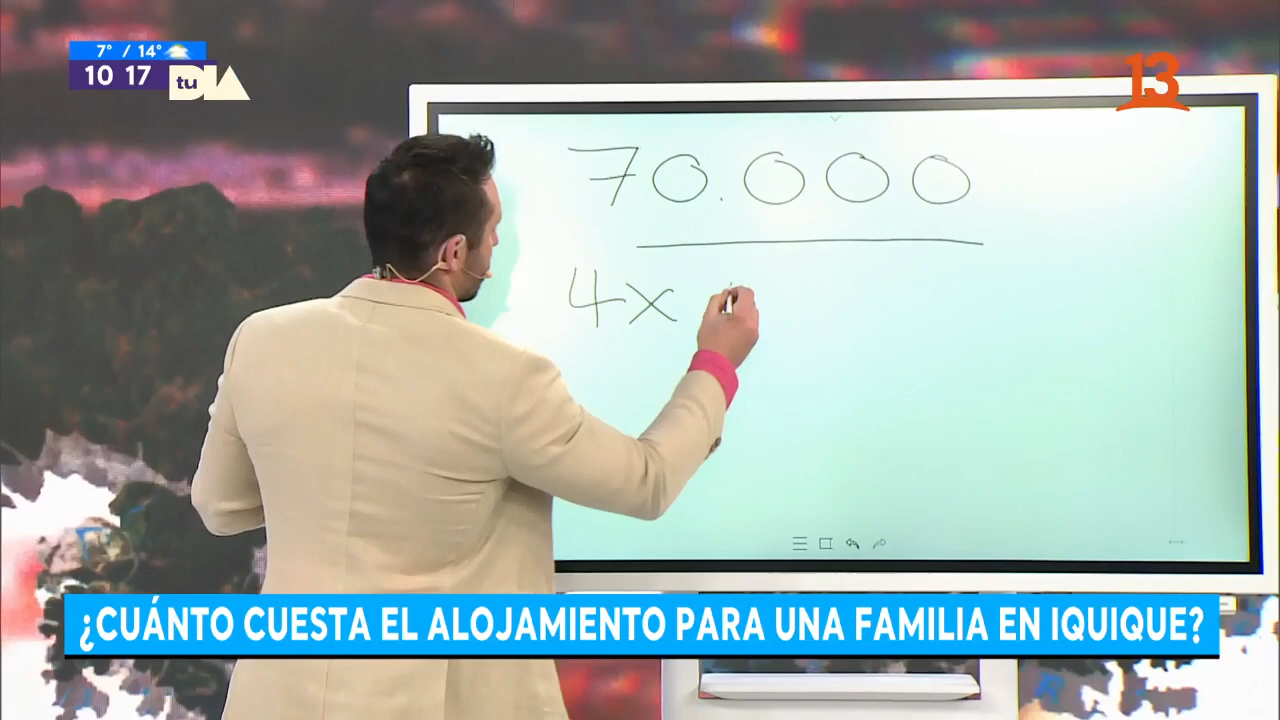 7° / 14°
10 17
tu DIA
13
70.000
4x
¿CUÁNTO CUESTA EL ALOJAMIENTO PARA UNA FAMILIA EN IQUIQUE?